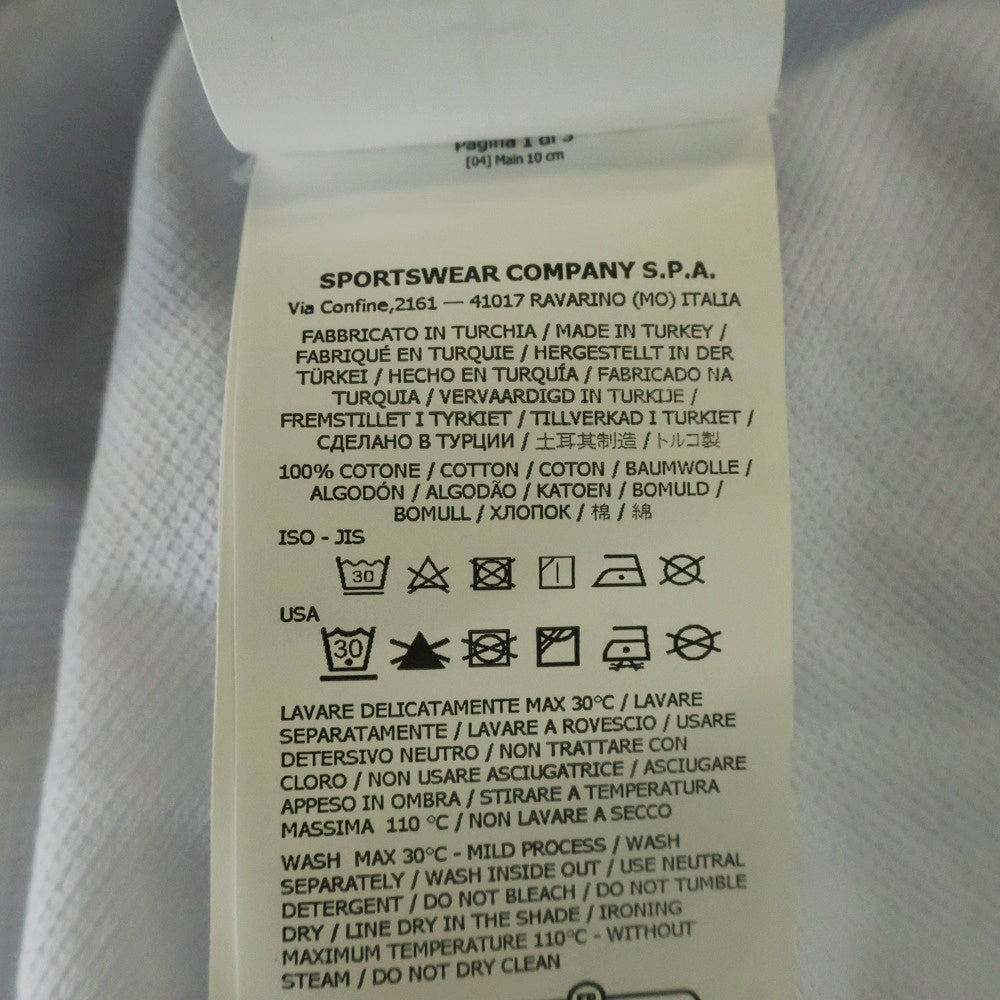 Pagina 1 di 3
[04] Main 10 cm
SPORTSWEAR COMPANY S.P.A.
Via Confine,2161 — 41017 RAVARINO (MO) ITALIA
FABBRICATO IN TURCHIA / MADE IN TURKEY /
FABRIQUÉ EN TURQUIE / HERGESTELLT IN DER
TÜRKEI / HECHO EN TURQUÍA / FABRICADO NA
TURQUIA / VERVAARDIGD IN TURKIJE /
FREMSTILLET I TYRKIET / TILLVERKAD I TURKIET /
СДЕЛАНО В ТУРЦИИ / 土耳其制造 / トルコ製
100% COTONE / COTTON / COTON / BAUMWOLLE /
ALGODÓN / ALGODÃO / KATOEN / BOMULD /
BOMULL / ХЛОПОК / 棉 / 綿
ISO - JIS
30
USA
30
LAVARE DELICATAMENTE MAX 30°C / LAVARE
SEPARATAMENTE / LAVARE A ROVESCIO / USARE
DETERSIVO NEUTRO / NON TRATTARE CON
CLORO / NON USARE ASCIUGATRICE / ASCIUGARE
APPESO IN OMBRA / STIRARE A TEMPERATURA
MASSIMA 110 °C / NON LAVARE A SECCO
WASH MAX 30°C - MILD PROCESS / WASH
SEPARATELY / WASH INSIDE OUT / USE NEUTRAL
DETERGENT / DO NOT BLEACH / DO NOT TUMBLE
DRY / LINE DRY IN THE SHADE / IRONING
MAXIMUM TEMPERATURE 110°C - WITHOUT
STEAM / DO NOT DRY CLEAN